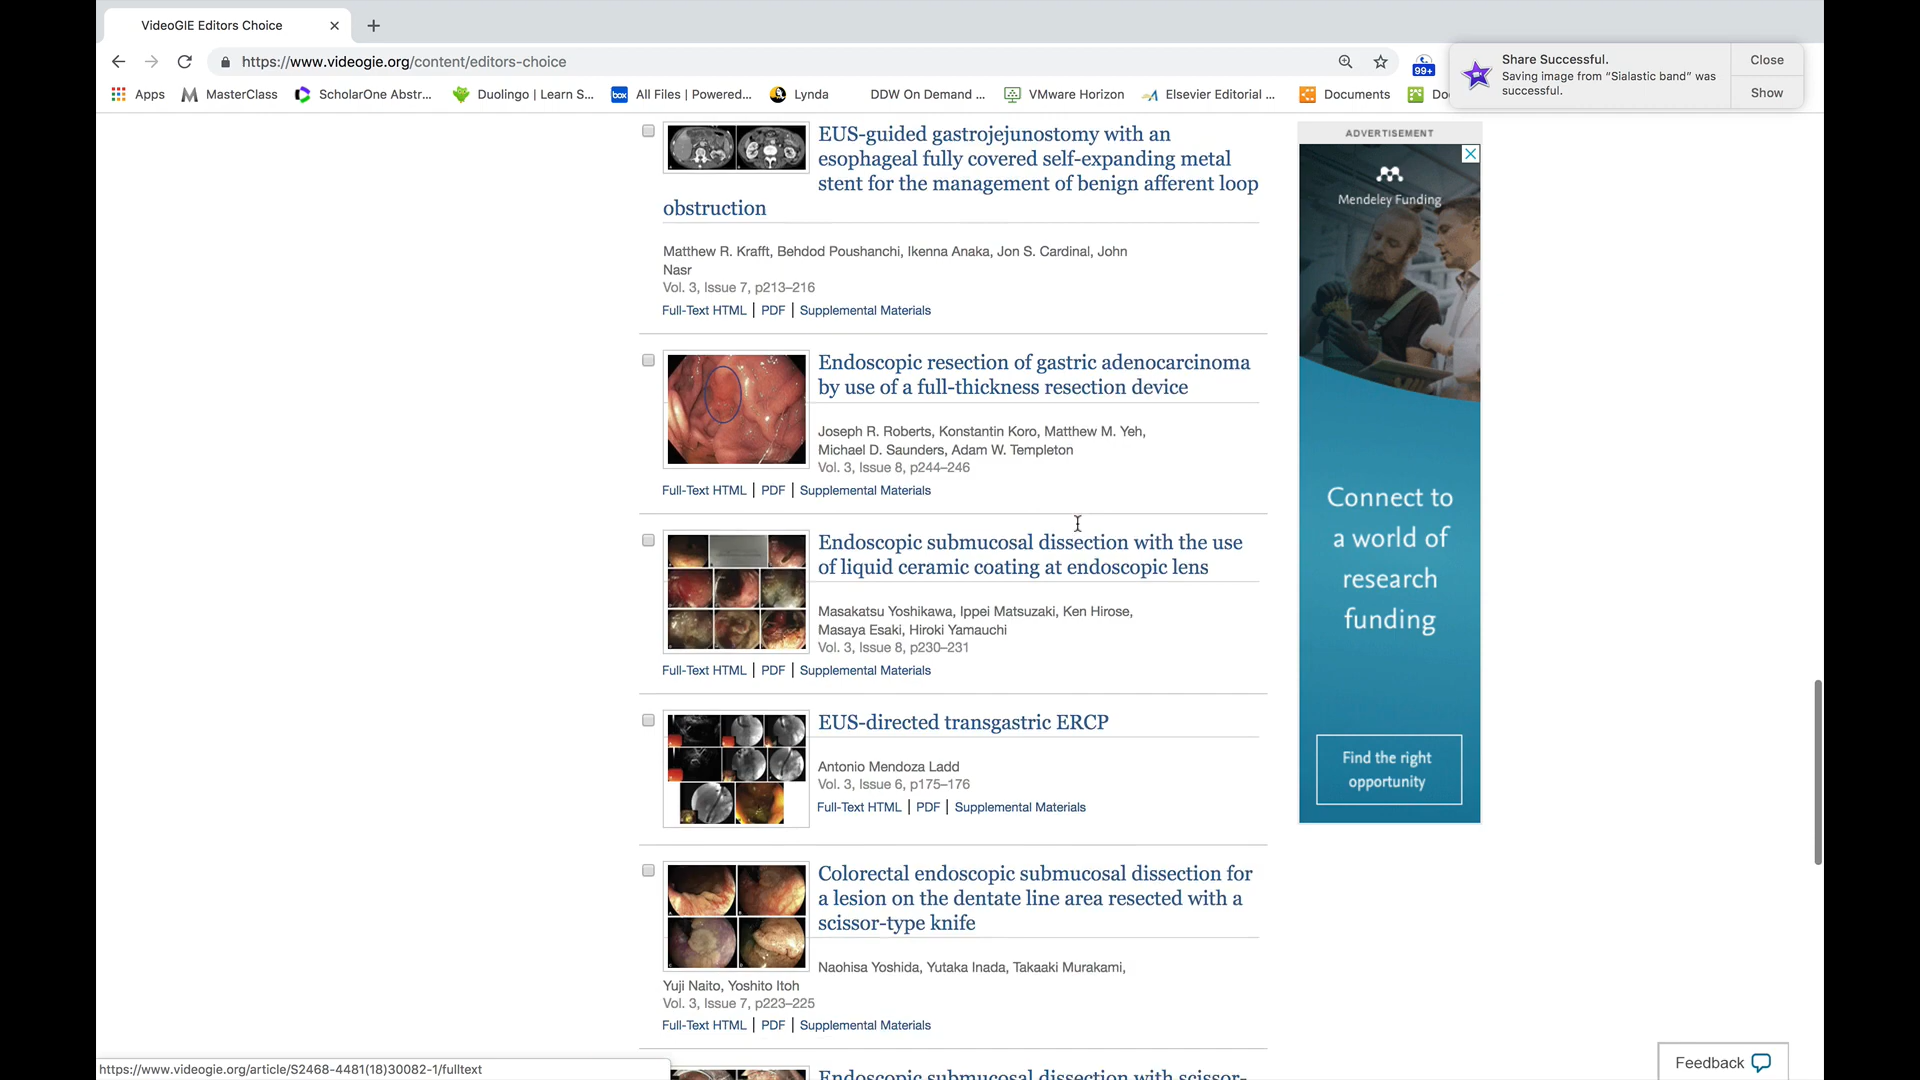 VideoGIE Editors Choice
https://www.videogie.org/content/editors-choice
99+
Share Successful.
Saving image from “Sialastic band” was
successful.
Close
Show
Apps
MasterClass
ScholarOne Abstr...
Duolingo | Learn S...
box
All Files | Powered...
Lynda
DDW On Demand ...
VMware Horizon
Elsevier Editorial ...
Documents
Do
EUS-guided gastrojejunostomy with an
esophageal fully covered self-expanding metal
stent for the management of benign afferent loop
obstruction
Matthew R. Krafft, Behdod Poushanchi, Ikenna Anaka, Jon S. Cardinal, John
Nasr
Vol. 3, Issue 7, p213–216
Full-Text HTML | PDF | Supplemental Materials
Endoscopic resection of gastric adenocarcinoma
by use of a full-thickness resection device
Joseph R. Roberts, Konstantin Koro, Matthew M. Yeh,
Michael D. Saunders, Adam W. Templeton
Vol. 3, Issue 8, p244–246
Full-Text HTML | PDF | Supplemental Materials
Endoscopic submucosal dissection with the use
of liquid ceramic coating at endoscopic lens
Masakatsu Yoshikawa, Ippei Matsuzaki, Ken Hirose,
Masaya Esaki, Hiroki Yamauchi
Vol. 3, Issue 8, p230–231
Full-Text HTML | PDF | Supplemental Materials
EUS-directed transgastric ERCP
Antonio Mendoza Ladd
Vol. 3, Issue 6, p175–176
Full-Text HTML | PDF | Supplemental Materials
Colorectal endoscopic submucosal dissection for
a lesion on the dentate line area resected with a
scissor-type knife
Naohisa Yoshida, Yutaka Inada, Takaaki Murakami,
Yuji Naito, Yoshito Itoh
Vol. 3, Issue 7, p223–225
Full-Text HTML | PDF | Supplemental Materials
Endoscopic submucosal dissection with scissor-
ADVERTISEMENT
Mendeley Funding
Connect to
a world of
research
funding
Find the right
opportunity
Feedback
https://www.videogie.org/article/S2468-4481(18)30082-1/fulltext